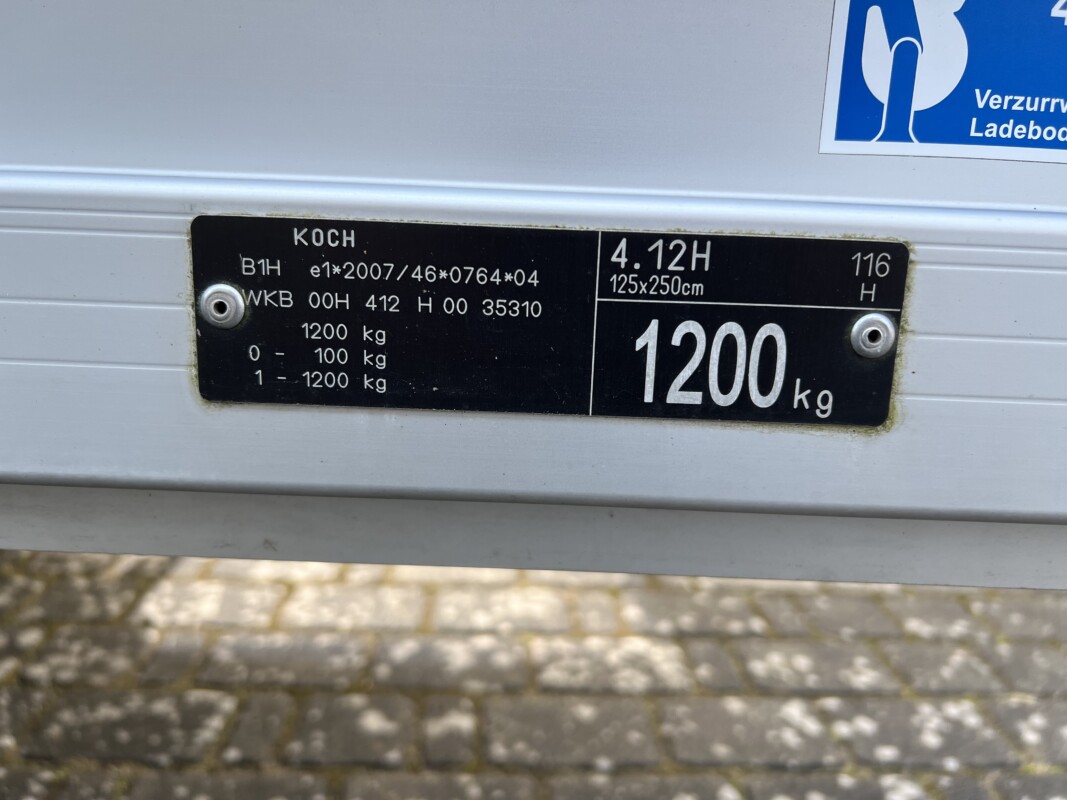 Verzurrw
Ladebod
KOCH
B1H e1*2007/46*0764*04
WKB 00H 412 H 00 35310
1200 kg
0 - 100 kg
1 - 1200 kg
4.12H
125x250cm
116
H
1200 kg